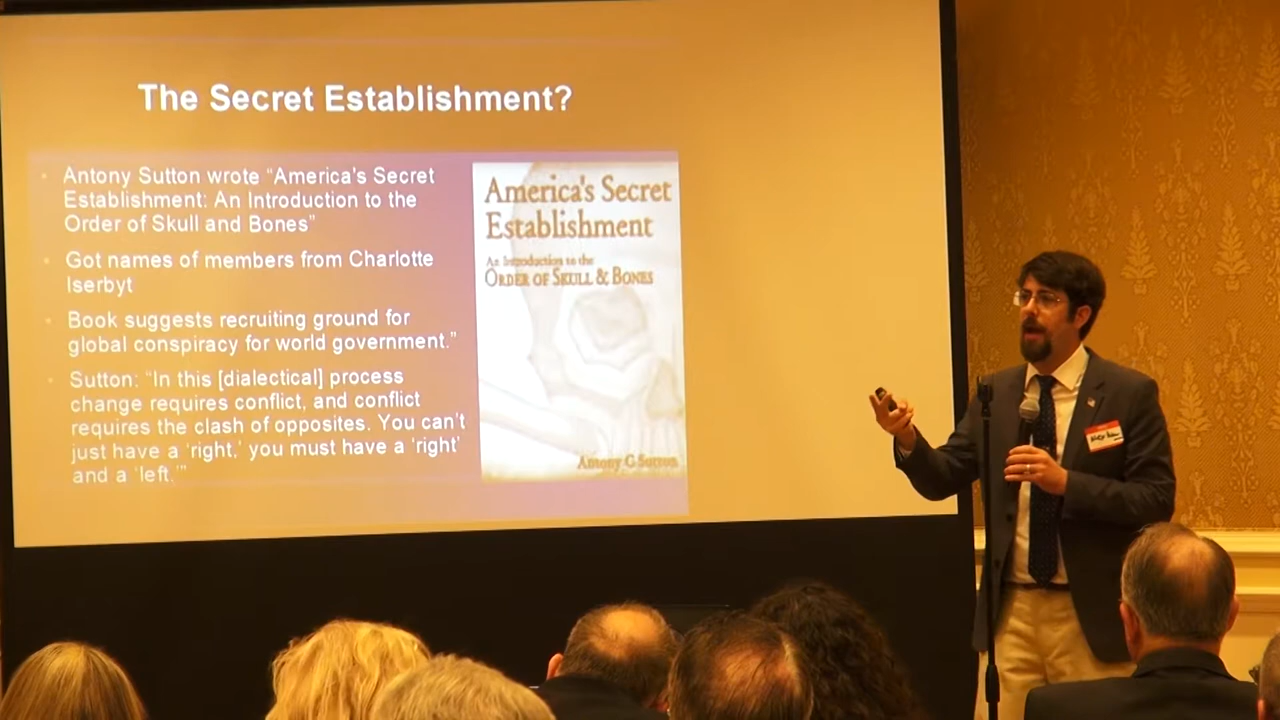 The Secret Establishment?
Antony Sutton wrote “America's Secret
Establishment: An Introduction to the
Order of Skull and Bones”
Got names of members from Charlotte
Iserbyt
Book suggests recruiting ground for
global conspiracy for world government.”
Sutton: “In this [dialectical] process
change requires conflict, and conflict
requires the clash of opposites. You can't
just have a ‘right,’ you must have a ‘right’
and a ‘left.’”
America's Secret
Establishment
An Introduction to the
ORDER OF SKULL & BONES
Antony C Sutton